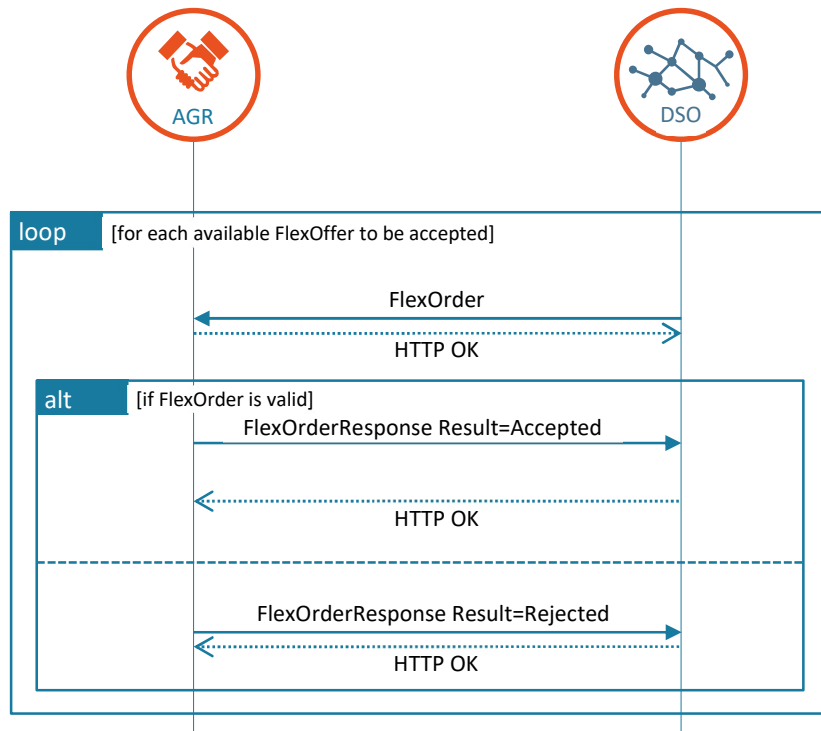 AGR
DSO
loop
[for each available FlexOffer to be accepted]
FlexOrder
HTTP OK
alt
[if FlexOrder is valid]
FlexOrderResponse Result=Accepted
HTTP OK
FlexOrderResponse Result=Rejected
HTTP OK